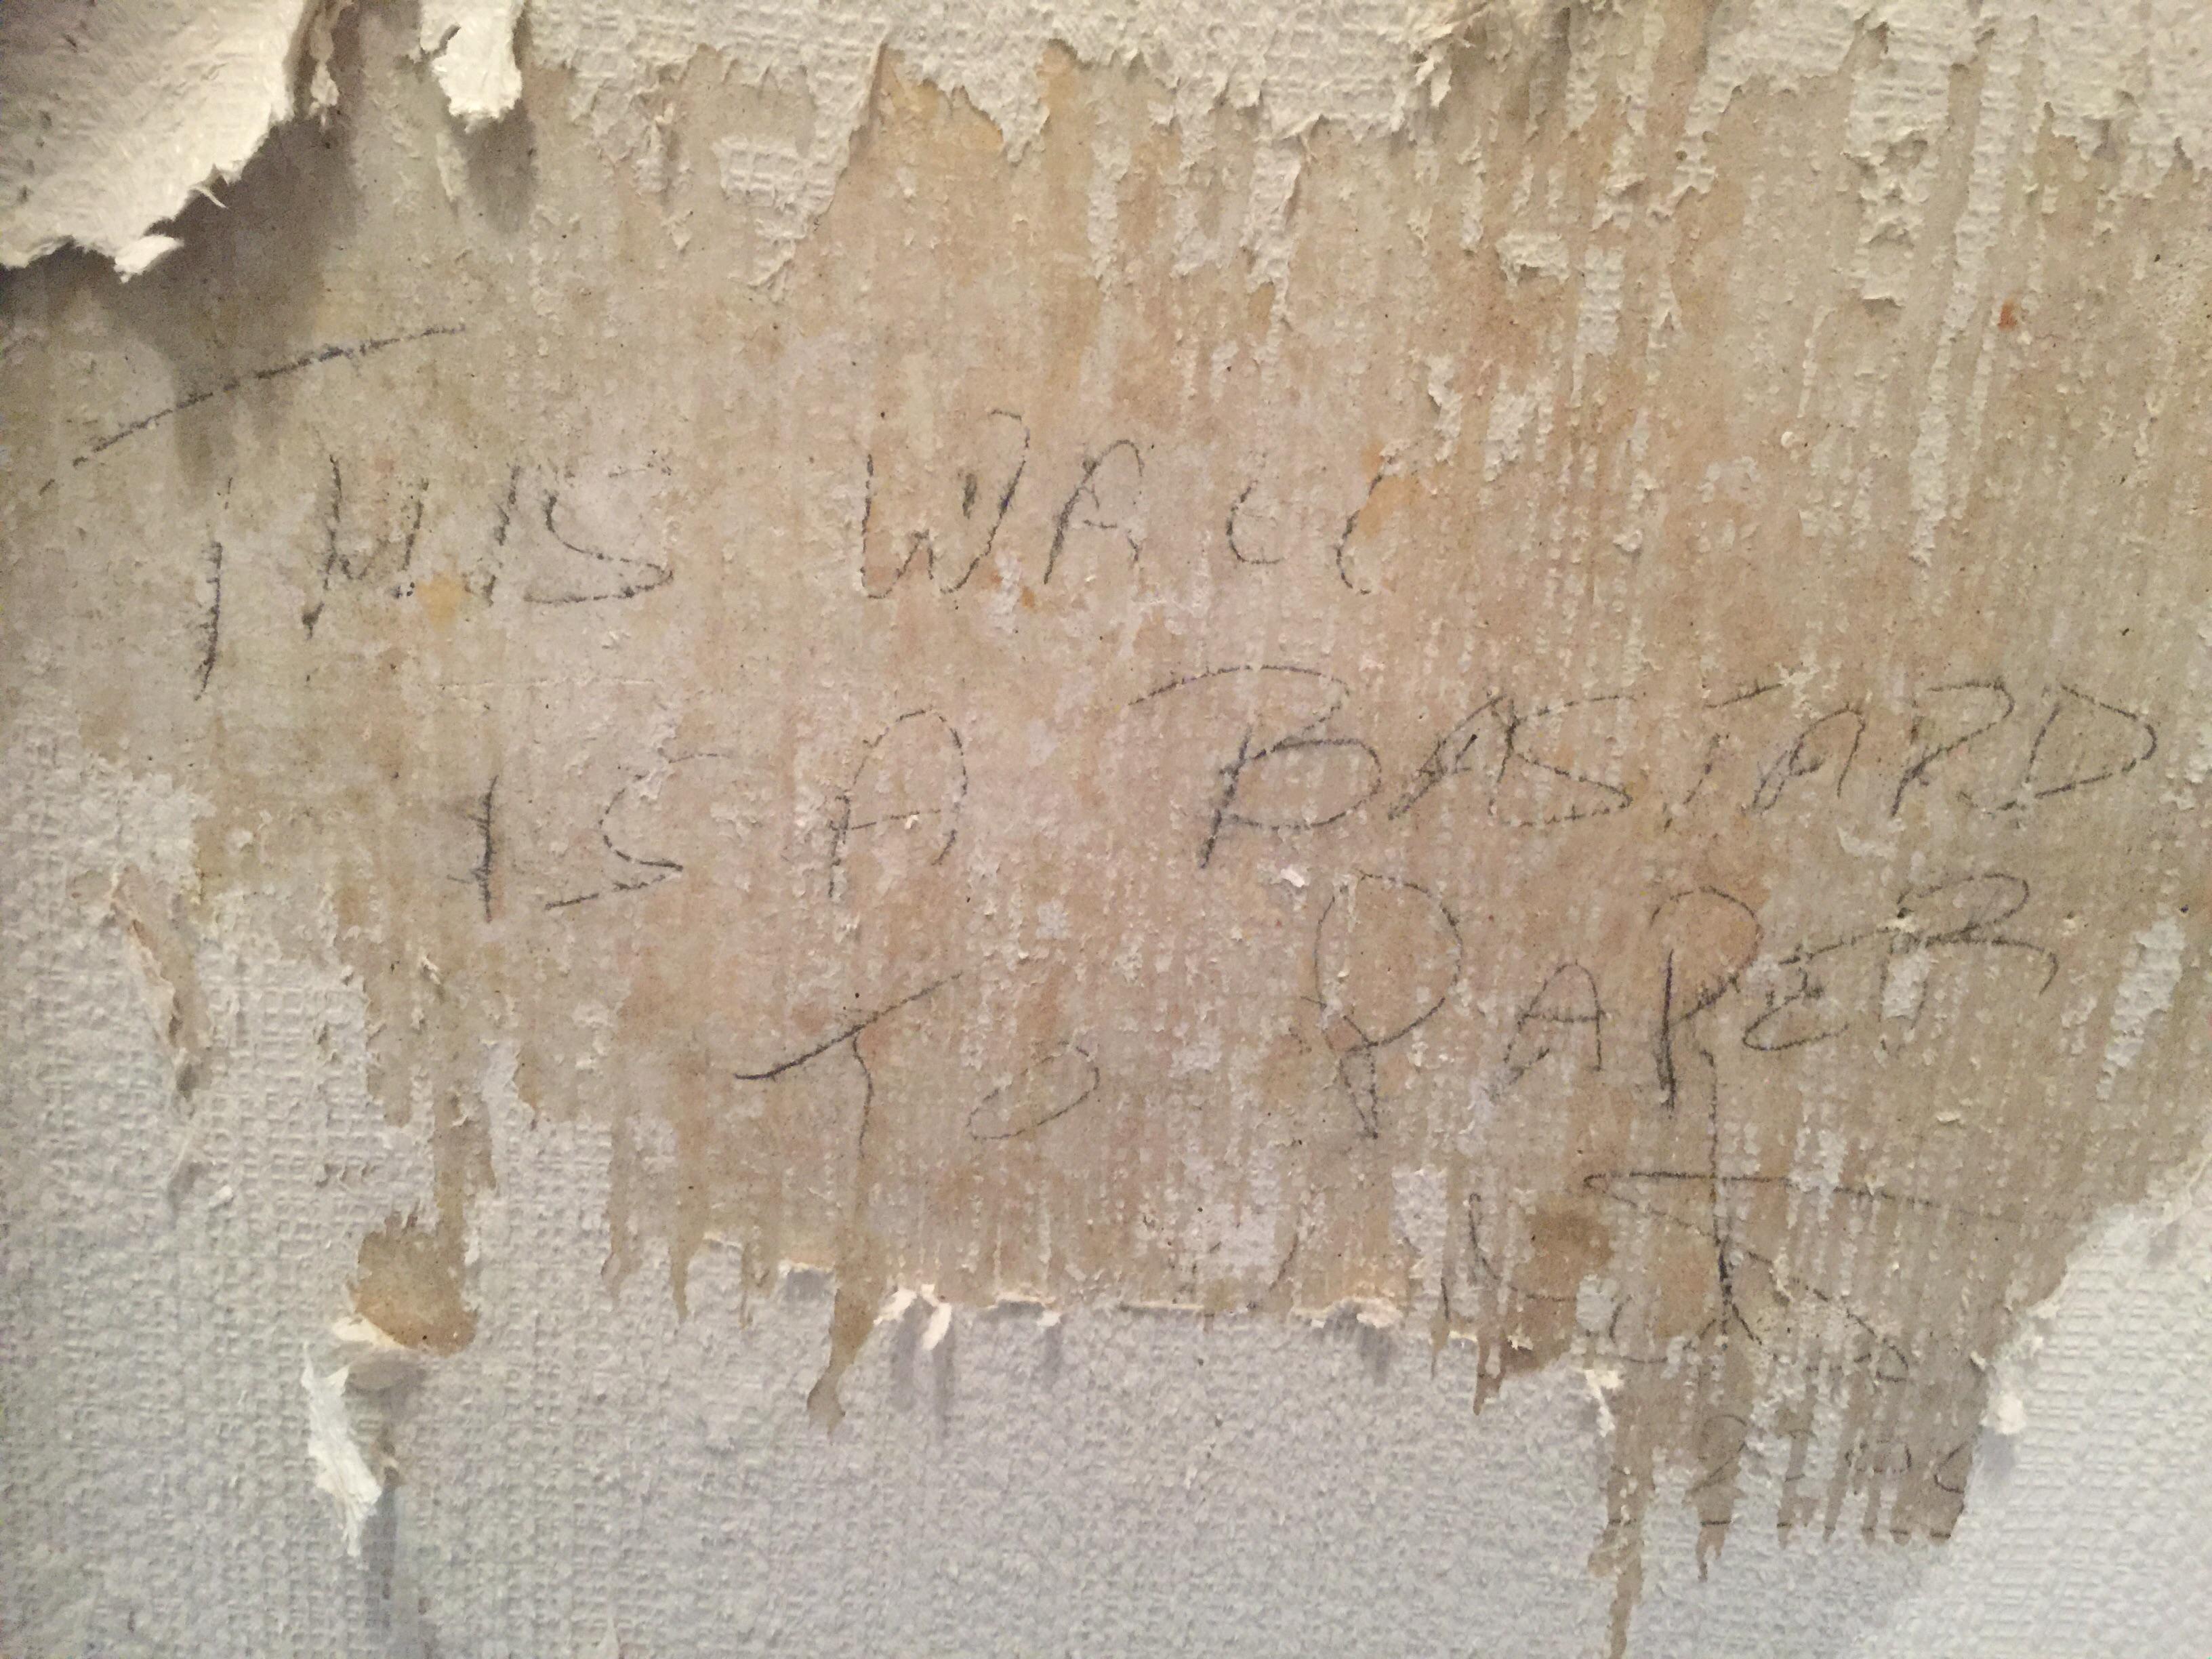 THIS WALL
IS A BASTARD
TO PAPER